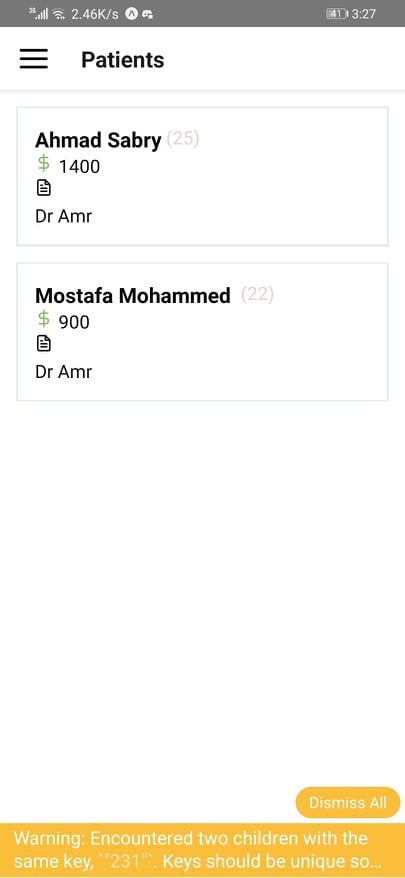 3G 2.46K/s 41 3:27
Patients
Ahmad Sabry (25)
$ 1400
Dr Amr
Mostafa Mohammed (22)
$ 900
Dr Amr
Dismiss All
Warning: Encountered two children with the
same key, `"231"`. Keys should be unique so...